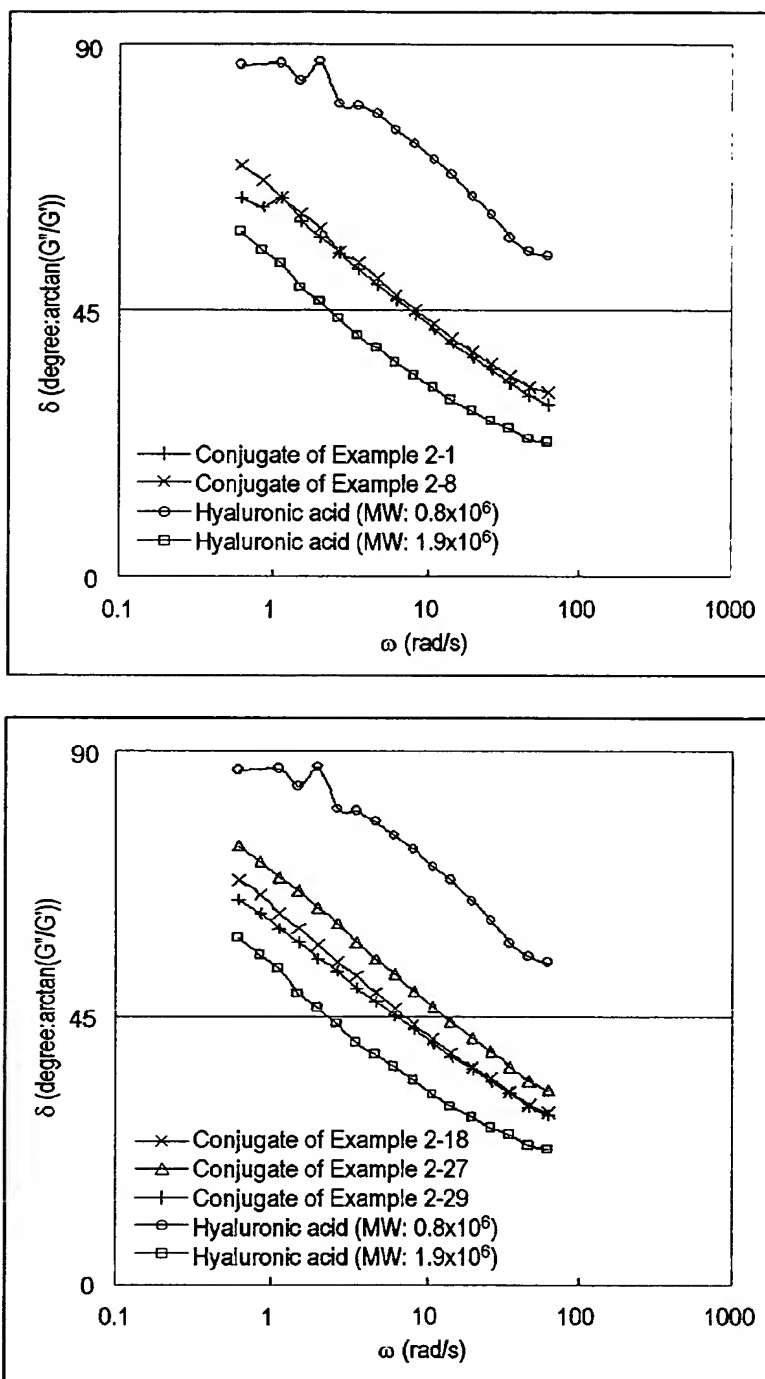 90
δ (degree:arctan(G"/G'))
45
Conjugate of Example 2-1
Conjugate of Example 2-8
Hyaluronic acid (MW: 0.8x10⁶)
Hyaluronic acid (MW: 1.9x10⁶)
0
0.1 1 10 100 1000
ω (rad/s)
90
δ (degree:arctan(G"/G'))
45
Conjugate of Example 2-18
Conjugate of Example 2-27
Conjugate of Example 2-29
Hyaluronic acid (MW: 0.8x10⁶)
Hyaluronic acid (MW: 1.9x10⁶)
0
0.1 1 10 100 1000
ω (rad/s)